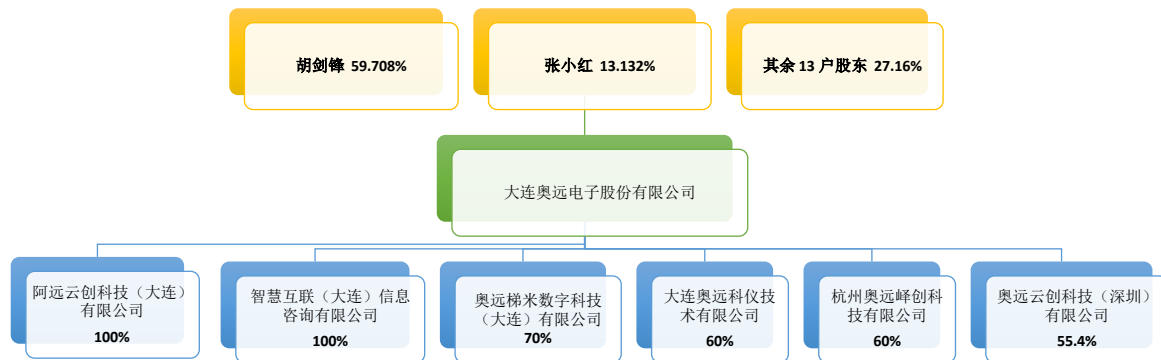 胡剑锋 59.708%
张小红 13.132%
其余 13 户股东 27.16%
大连奥远电子股份有限公司
阿远云创科技（大连）
有限公司
100%
智慧互联（大连）信息
咨询有限公司
100%
奥远梯米数字科技
（大连）有限公司
70%
大连奥远科仪技
术有限公司
60%
杭州奥远峄创科
技有限公司
60%
奥远云创科技（深圳）
有限公司
55.4%